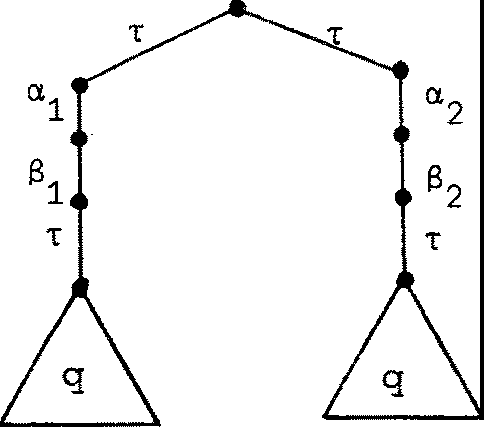 τ τ
α1 α2
β1 β2
τ τ
q q